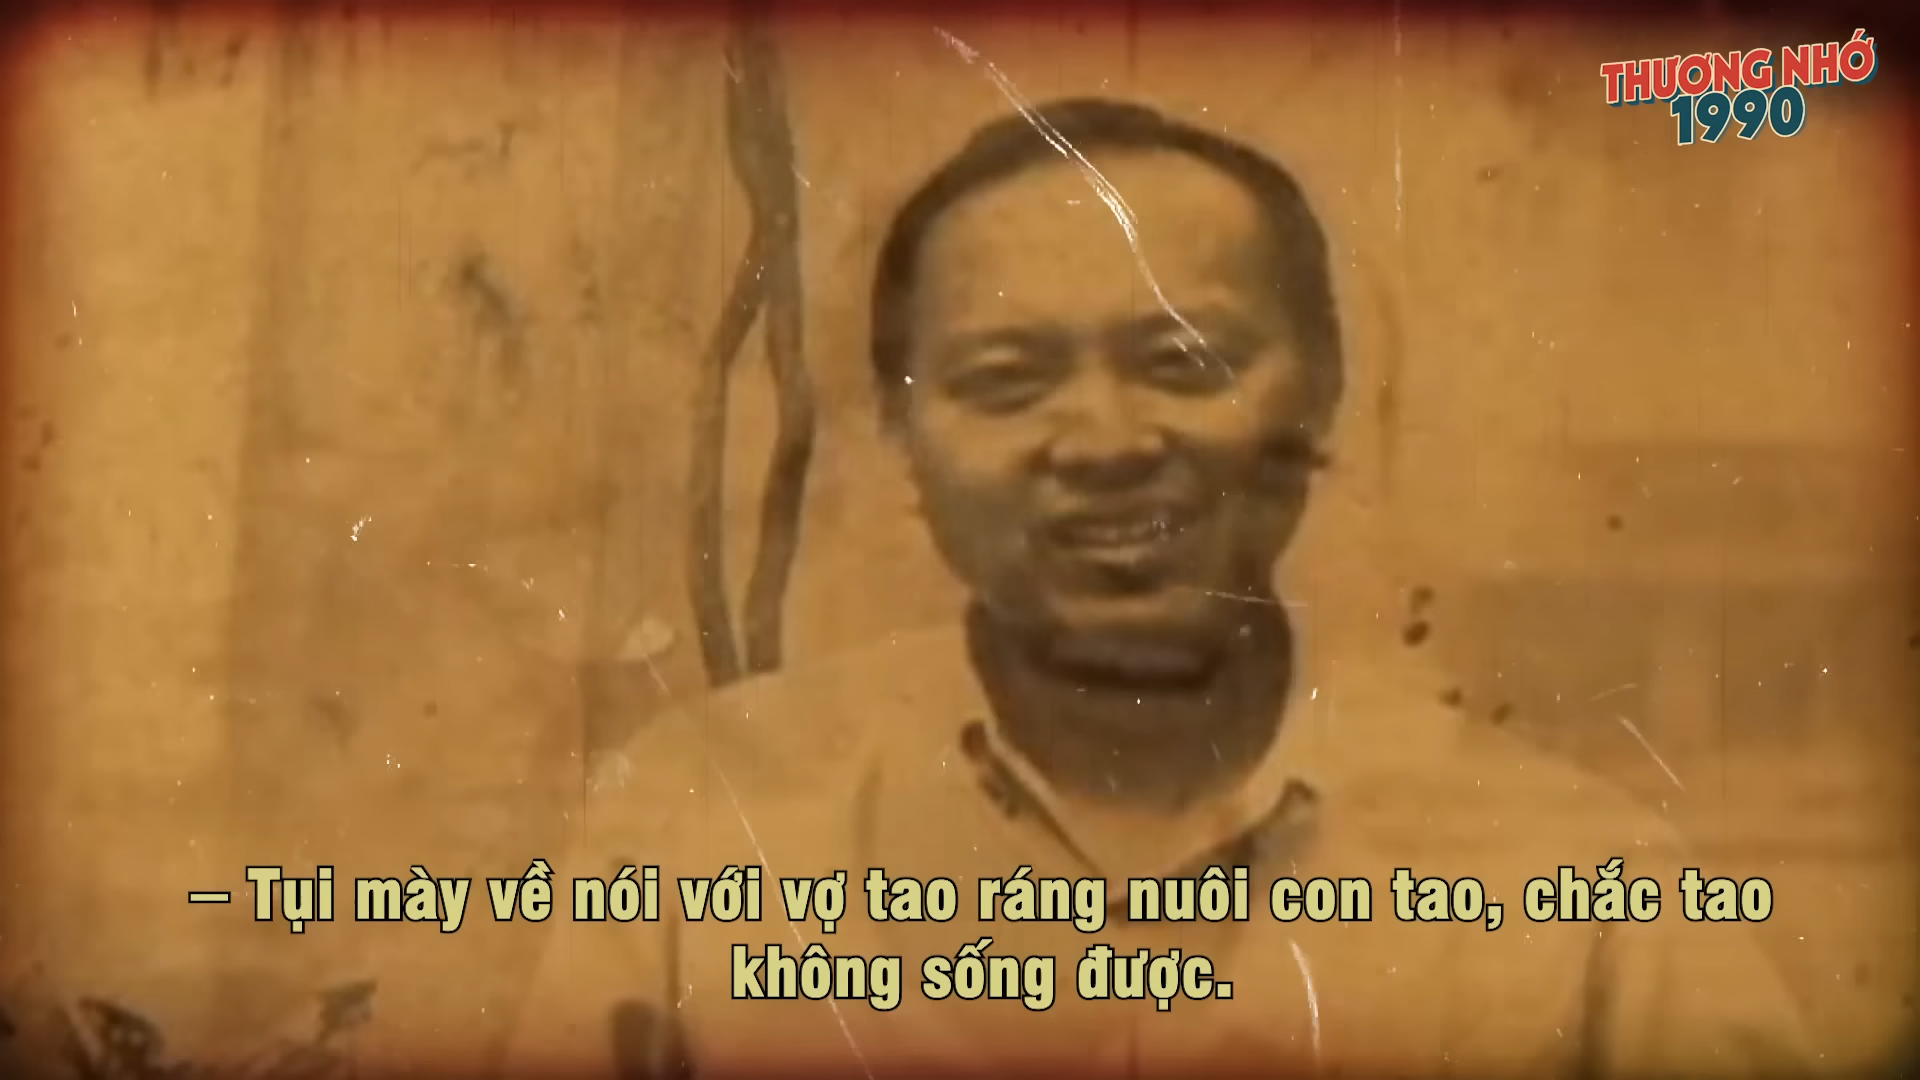 THƯƠNG NHỚ
1990
– Tụi mày về nói với vợ tao ráng nuôi con tao, chắc tao
không sống được.